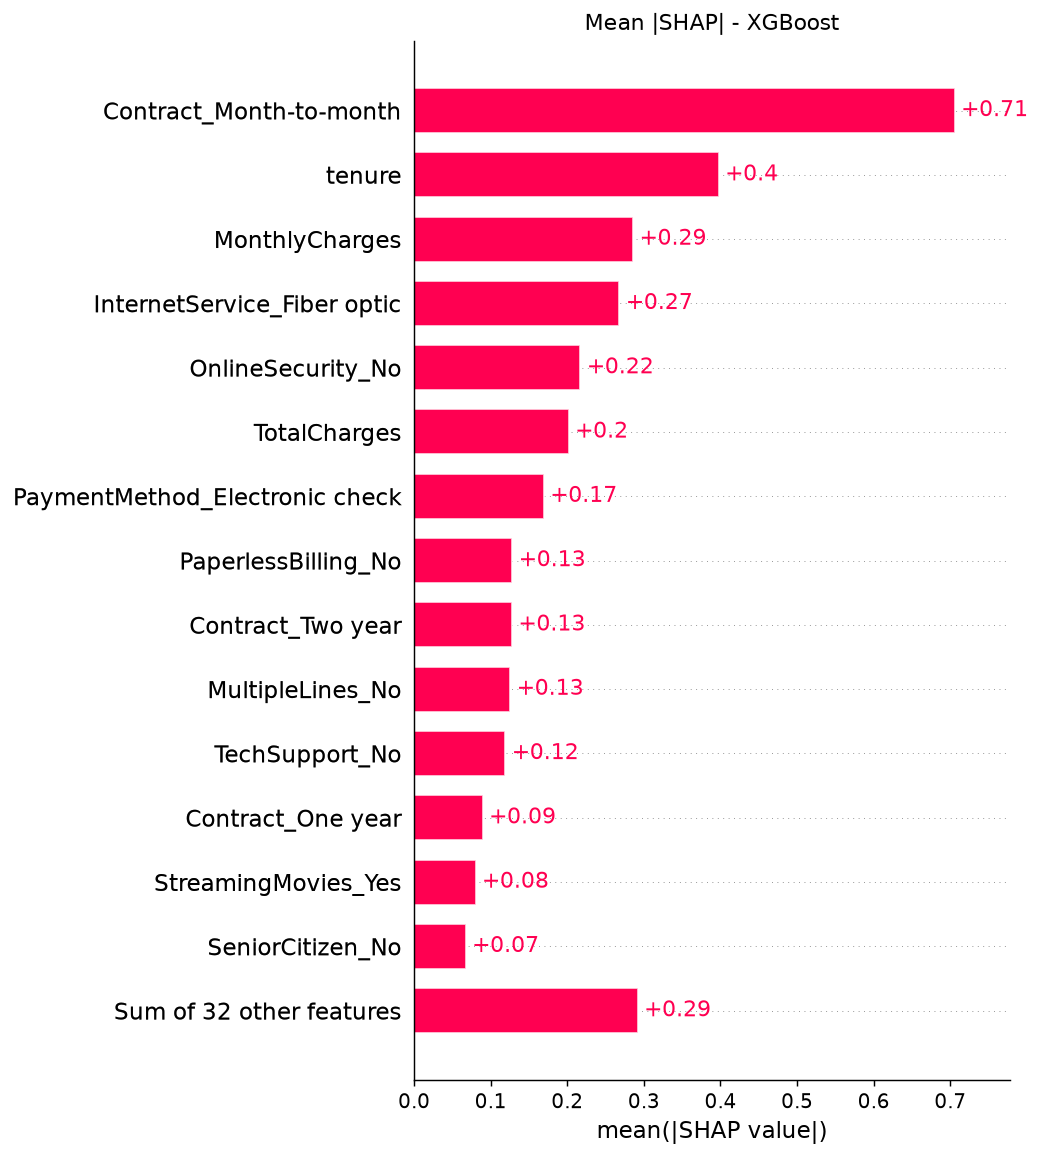 Mean |SHAP| - XGBoost
Contract_Month-to-month +0.71
tenure +0.4
MonthlyCharges +0.29
InternetService_Fiber optic +0.27
OnlineSecurity_No +0.22
TotalCharges +0.2
PaymentMethod_Electronic check +0.17
PaperlessBilling_No +0.13
Contract_Two year +0.13
MultipleLines_No +0.13
TechSupport_No +0.12
Contract_One year +0.09
StreamingMovies_Yes +0.08
SeniorCitizen_No +0.07
Sum of 32 other features +0.29
0.0 0.1 0.2 0.3 0.4 0.5 0.6 0.7
mean(|SHAP value|)